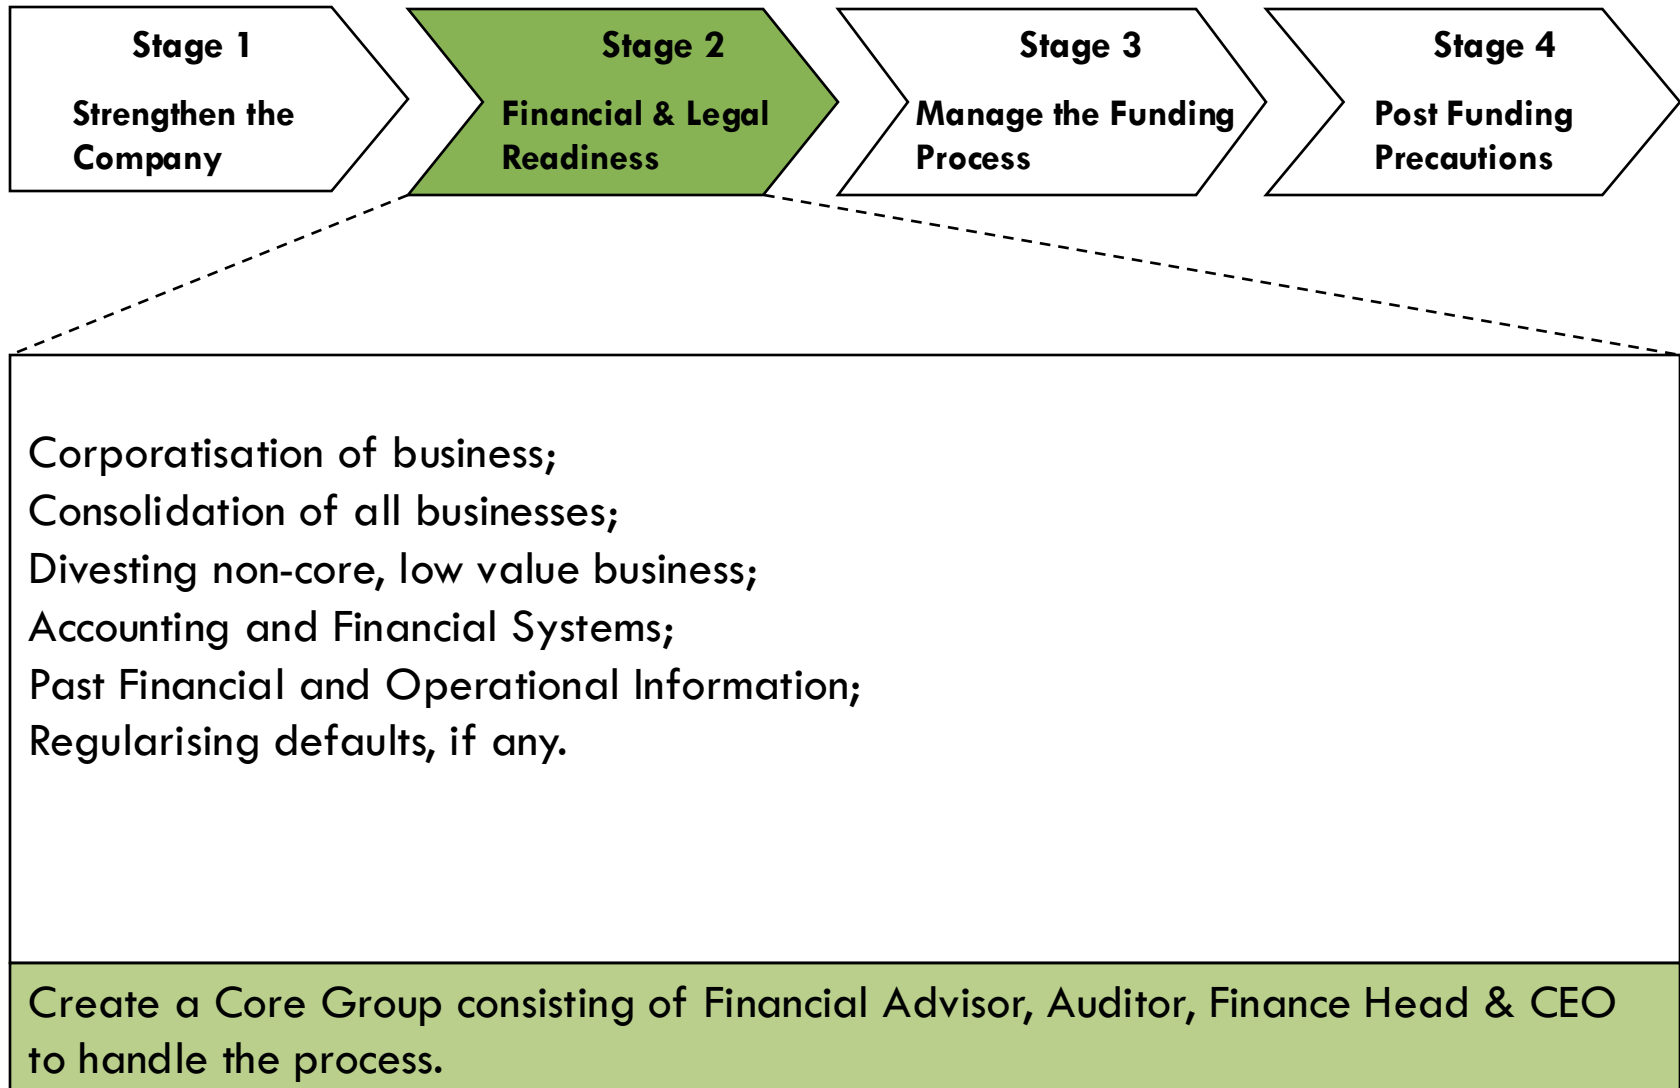 Stage 1
Strengthen the
Company
Stage 2
Financial & Legal
Readiness
Stage 3
Manage the Funding
Process
Stage 4
Post Funding
Precautions
Corporatisation of business;
Consolidation of all businesses;
Divesting non-core, low value business;
Accounting and Financial Systems;
Past Financial and Operational Information;
Regularising defaults, if any.
Create a Core Group consisting of Financial Advisor, Auditor, Finance Head & CEO
to handle the process.